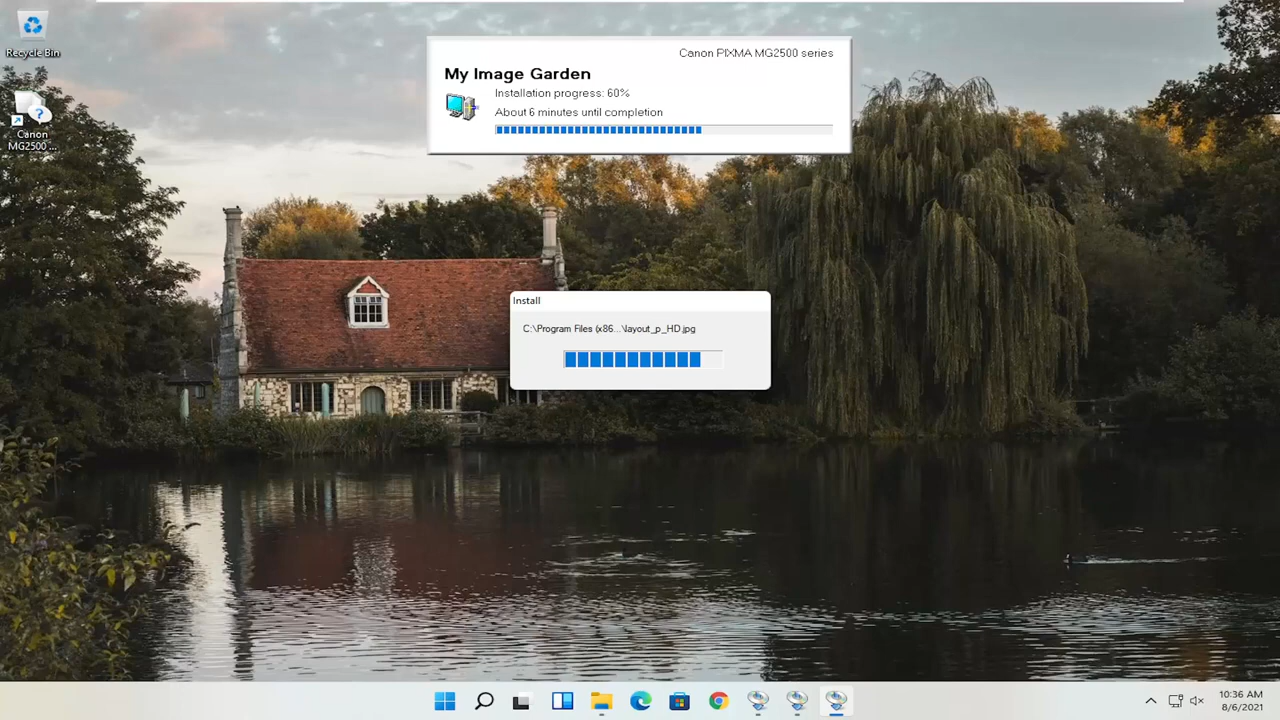 Recycle Bin
Canon
MG2500 ...
Canon PIXMA MG2500 series
My Image Garden
Installation progress: 60%
About 6 minutes until completion
Install
C:\Program Files (x86...\layout_p_HD.jpg
10:36 AM
8/6/2021